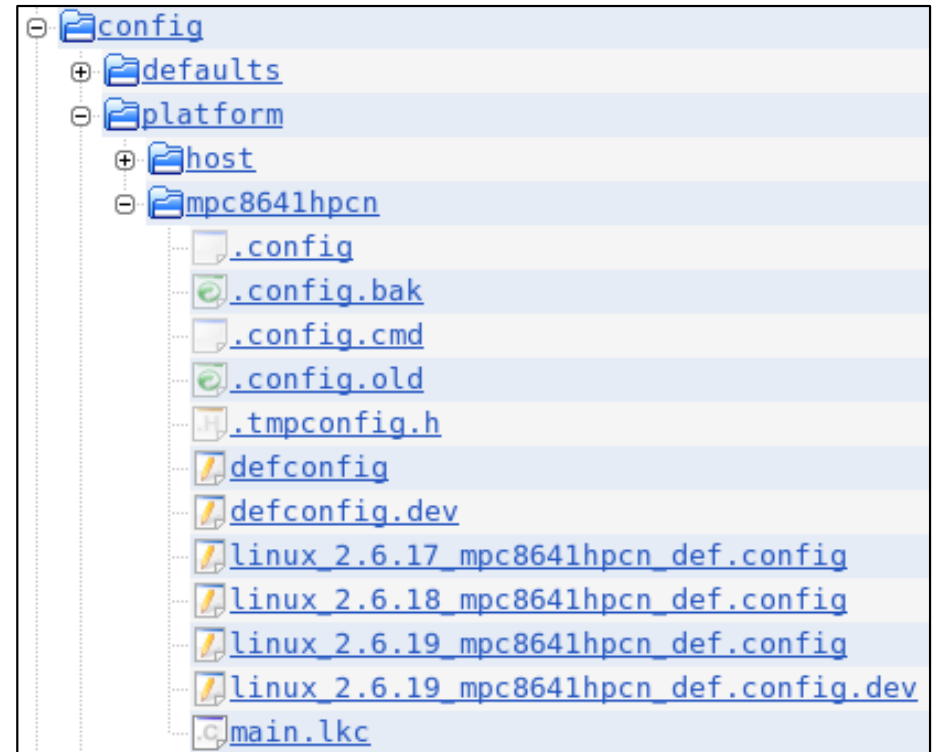 config
defaults
platform
host
mpc8641hpcn
.config
.config.bak
.config.cmd
.config.old
.tmpconfig.h
defconfig
defconfig.dev
linux_2.6.17_mpc8641hpcn_def.config
linux_2.6.18_mpc8641hpcn_def.config
linux_2.6.19_mpc8641hpcn_def.config
linux_2.6.19_mpc8641hpcn_def.config.dev
main.lkc